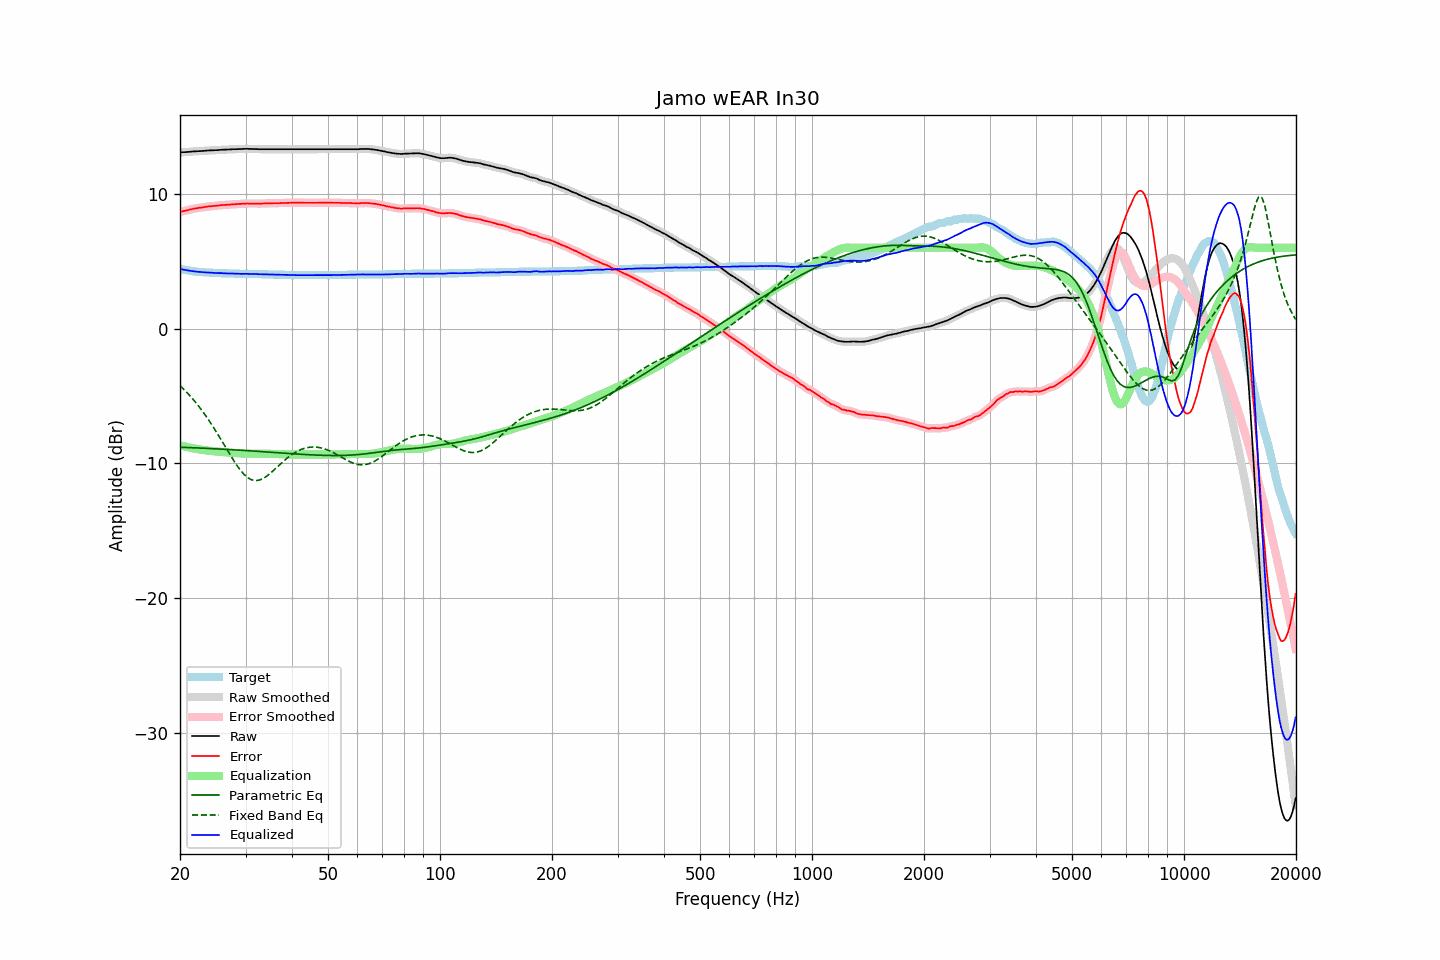 Jamo wEAR In30
10
0
−10
−20
−30
Amplitude (dBr)
Target
Raw Smoothed
Error Smoothed
Raw
Error
Equalization
Parametric Eq
Fixed Band Eq
Equalized
20 50 100 200 500 1000 2000 5000 10000 20000
Frequency (Hz)